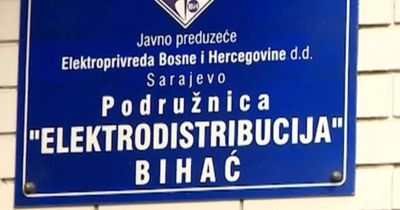 Javno preduzeće
Elektroprivreda Bosne i Hercegovine d.d.
Sarajevo
Podružnica
"ELEKTRODISTRIBUCIJA"
BIHAĆ